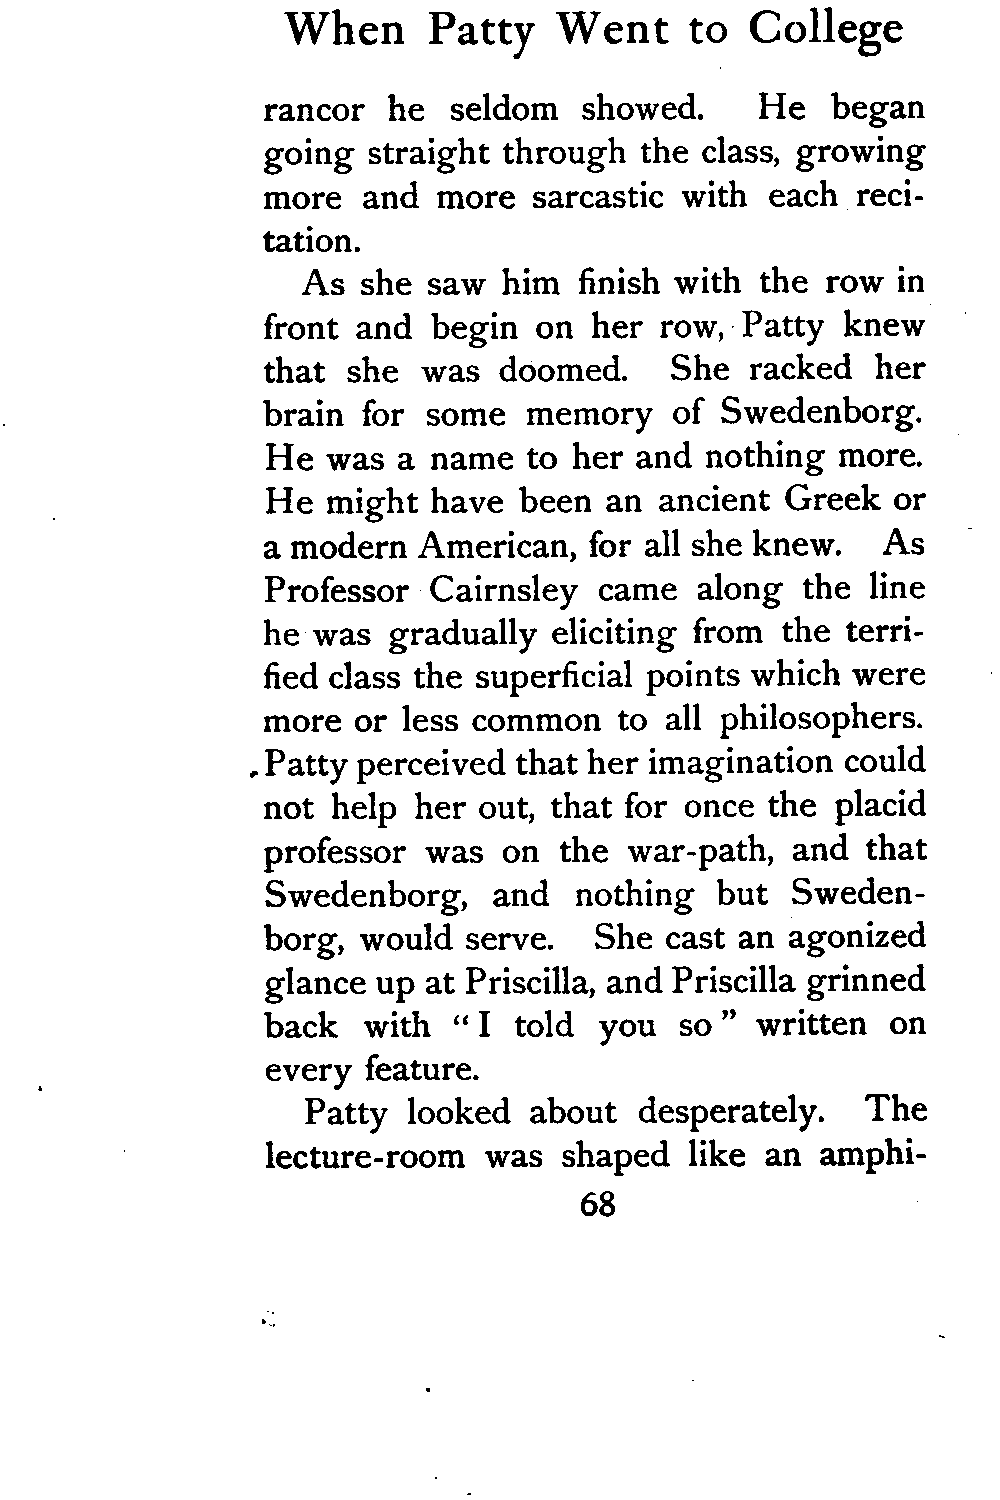 When Patty Went to College
rancor he seldom showed. He began
going straight through the class, growing
more and more sarcastic with each reci-
tation.
As she saw him finish with the row in
front and begin on her row, Patty knew
that she was doomed. She racked her
brain for some memory of Swedenborg.
He was a name to her and nothing more.
He might have been an ancient Greek or
a modern American, for all she knew. As
Professor Cairnsley came along the line
he was gradually eliciting from the terri-
fied class the superficial points which were
more or less common to all philosophers.
Patty perceived that her imagination could
not help her out, that for once the placid
professor was on the war-path, and that
Swedenborg, and nothing but Sweden-
borg, would serve. She cast an agonized
glance up at Priscilla, and Priscilla grinned
back with “I told you so” written on
every feature.
Patty looked about desperately. The
lecture-room was shaped like an amphi-
68